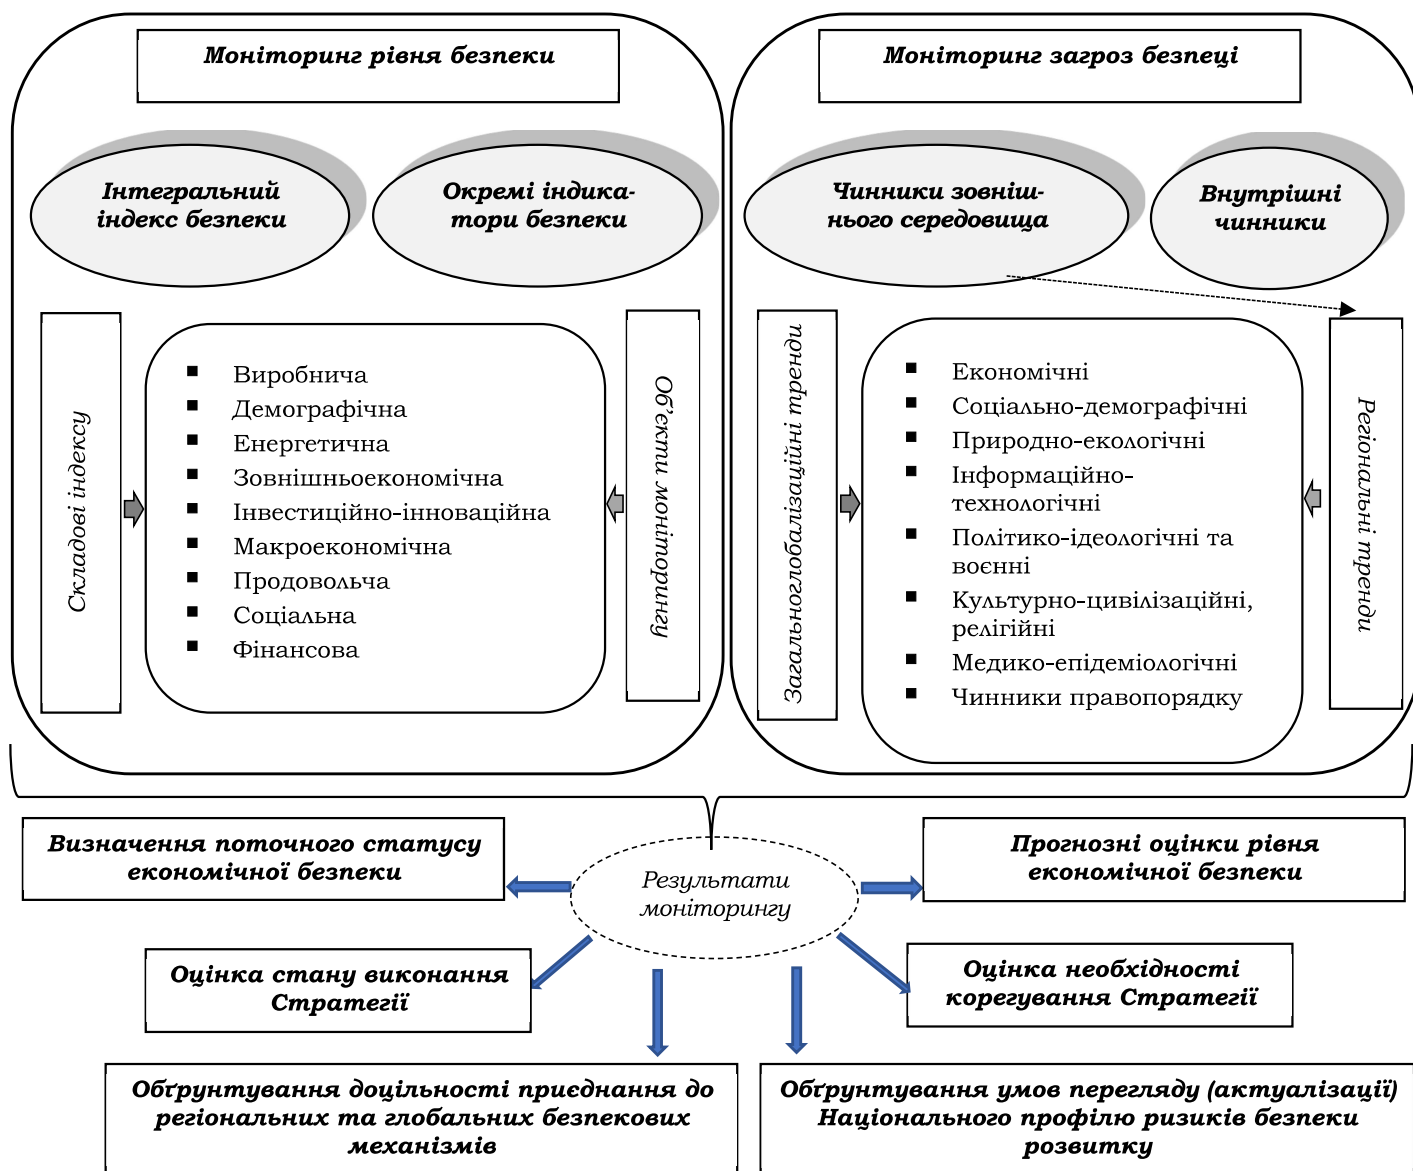 Моніторинг рівня безпеки
Інтегральний
індекс безпеки
Окремі індика-
тори безпеки
Складові індексу
Виробнича
Демографічна
Енергетична
Зовнішньоекономічна
Інвестиційно-інноваційна
Макроекономічна
Продовольча
Соціальна
Фінансова
Об’єкти моніторингу
Моніторинг загроз безпеці
Чинники зовніш-
нього середовища
Внутрішні
чинники
Загальноглобалізаційні тренди
Економічні
Соціально-демографічні
Природно-екологічні
Інформаційно-
технологічні
Політико-ідеологічні та
воєнні
Культурно-цивілізаційні,
релігійні
Медико-епідеміологічні
Чинники правопорядку
Регіональні тренди
Визначення поточного статусу
економічної безпеки
Результати
моніторингу
Прогнозні оцінки рівня
економічної безпеки
Оцінка стану виконання
Стратегії
Оцінка необхідності
корегування Стратегії
Обґрунтування доцільності приєднання до
регіональних та глобальних безпекових
механізмів
Обґрунтування умов перегляду (актуалізації)
Національного профілю ризиків безпеки
розвитку